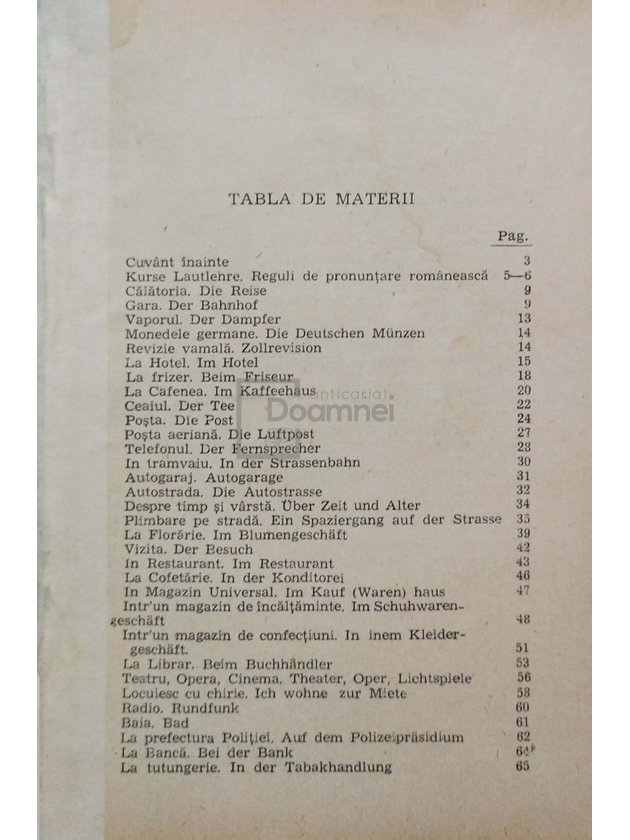 TABLA DE MATERII
Pag.
Cuvânt înainte 3
Kurse Lautlehre. Reguli de pronunțare românească 5—6
Călătoria. Die Reise 9
Gara. Der Bahnhof 9
Vaporul. Der Dampfer 13
Monedele germane. Die Deutschen Münzen 14
Revizie vamală. Zollrevision 14
La Hotel. Im Hotel 15
La frizer. Beim Friseur 18
La Cafenea. Im Kaffeehaus 20
anticariat
Doamnei
Ceaiul. Der Tee 22
Poșta. Die Post 24
Poșta aeriană. Die Luftpost 27
Telefonul. Der Fernsprecher 28
In tramvaiu. In der Strassenbahn 30
Autogaraj. Autogarage 31
Autostrada. Die Autostrasse 32
Despre timp și vârstă. Über Zeit und Alter 34
Plimbare pe stradă. Ein Spaziergang auf der Strasse 35
La Florărie. Im Blumengeschäft 39
Vizita. Der Besuch 42
In Restaurant. Im Restaurant 43
La Cofetărie. In der Konditorei 46
In Magazin Universal. Im Kauf (Waren) haus 47
Intr'un magazin de încălțăminte. Im Schuhwaren-
geschäft 48
Intr'un magazin de confecțiuni. In inem Kleider-
geschäft. 51
La Librar. Beim Buchhändler 53
Teatru, Opera, Cinema. Theater, Oper, Lichtspiele 56
Locuiesc cu chirie. Ich wohne zur Miete 58
Radio. Rundfunk 60
Baia. Bad 61
La prefectura Poliției. Auf dem Polizeipräsidium 62
La Bancă. Bei der Bank 64
La tutungerie. In der Tabakhandlung 65